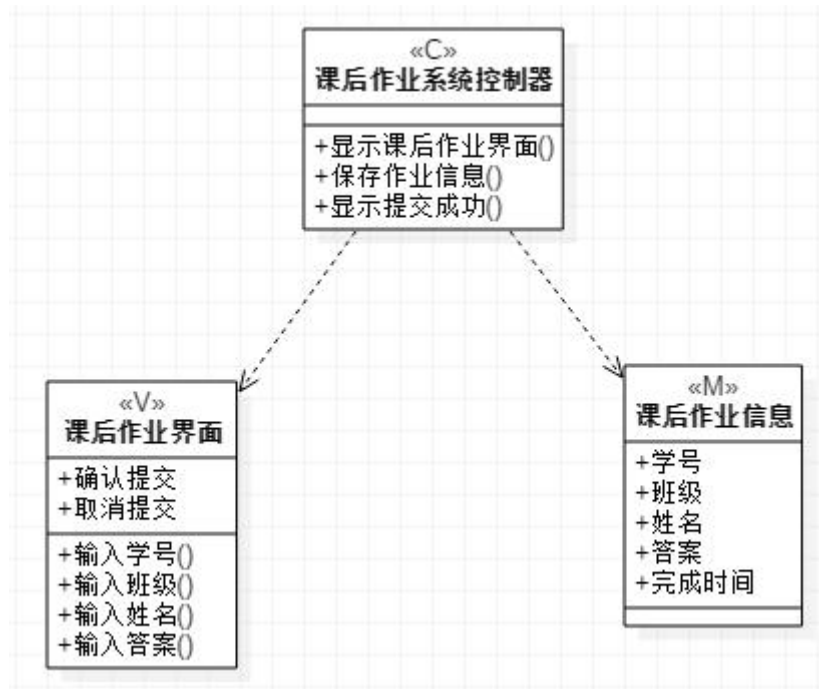 «C»
课后作业系统控制器
+显示课后作业界面()
+保存作业信息()
+显示提交成功()
«V»
课后作业界面
+确认提交
+取消提交
+输入学号()
+输入班级()
+输入姓名()
+输入答案()
«M»
课后作业信息
+学号
+班级
+姓名
+答案
+完成时间